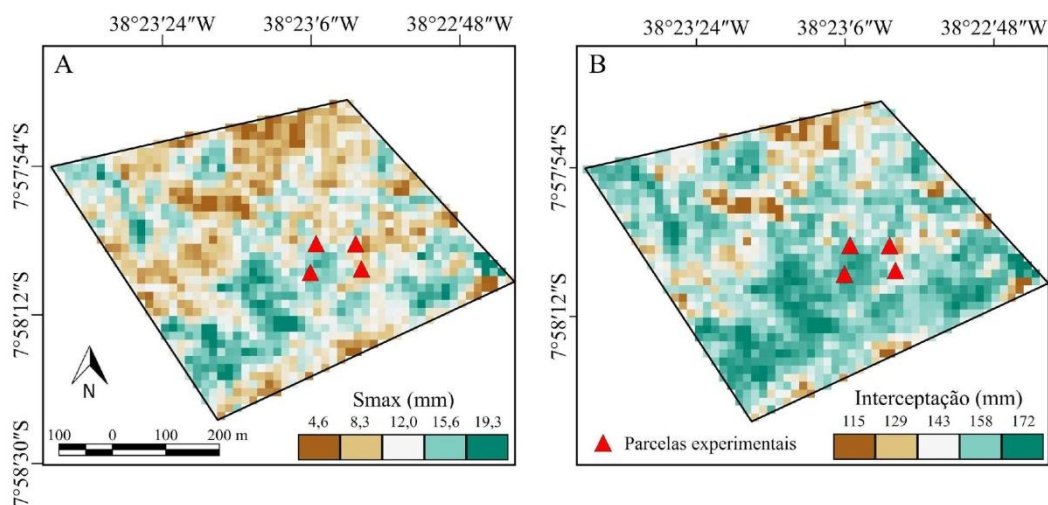 38°23'24"W 38°23'6"W 38°22'48"W
A
7°57'54"S
7°58'12"S
7°58'30"S
N
100 0 100 200 m
Smax (mm)
4,6 8,3 12,0 15,6 19,3
38°23'24"W 38°23'6"W 38°22'48"W
B
7°57'54"S
7°58'12"S
Parcelas experimentais
Interceptação (mm)
115 129 143 158 172